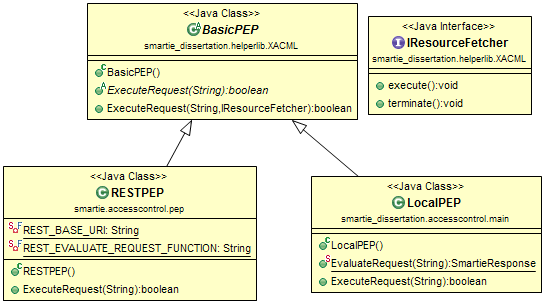 <<Java Class>>
BasicPEP
smartie_dissertation.helperlib.XACML
BasicPEP()
ExecuteRequest(String):boolean
ExecuteRequest(String,IResourceFetcher):boolean
<<Java Interface>>
IResourceFetcher
smartie_dissertation.helperlib.XACML
execute():void
terminate():void
<<Java Class>>
RESTPEP
smartie.accesscontrol.pep
REST_BASE_URI: String
REST_EVALUATE_REQUEST_FUNCTION: String
RESTPEP()
ExecuteRequest(String):boolean
<<Java Class>>
LocalPEP
smartie_dissertation.accesscontrol.main
LocalPEP()
EvaluateRequest(String):SmartieResponse
ExecuteRequest(String):boolean